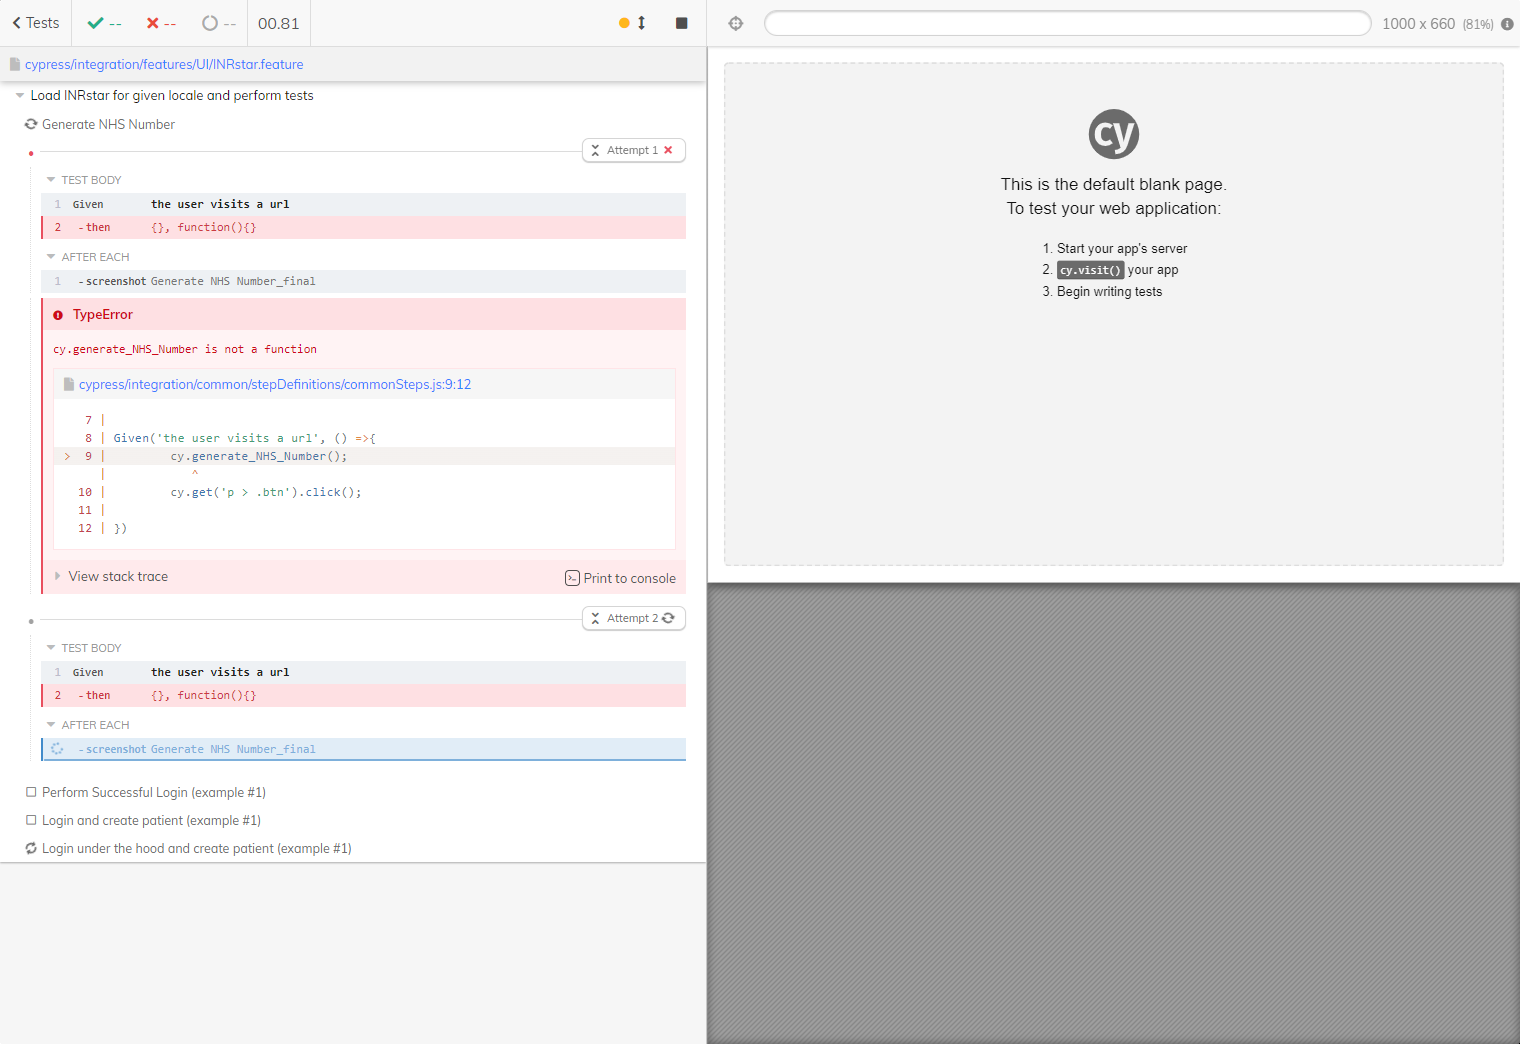 Tests
--
--
--
00.81
1000 x 660 (81%)
cypress/integration/features/UI/INRstar.feature
Load INRstar for given locale and perform tests
Generate NHS Number
Attempt 1
TEST BODY
1 Given the user visits a url
2 -then {}, function(){}
AFTER EACH
1 -screenshot Generate NHS Number_final
TypeError
cy.generate_NHS_Number is not a function
cypress/integration/common/stepDefinitions/commonSteps.js:9:12
7 |
8 | Given('the user visits a url', () =>{
> 9 | cy.generate_NHS_Number();
| ^
10 | cy.get('p > .btn').click();
11 |
12 | })
View stack trace
Print to console
Attempt 2
TEST BODY
1 Given the user visits a url
2 -then {}, function(){}
AFTER EACH
-screenshot Generate NHS Number_final
Perform Successful Login (example #1)
Login and create patient (example #1)
Login under the hood and create patient (example #1)
cy
This is the default blank page.
To test your web application:
1. Start your app's server
2. cy.visit() your app
3. Begin writing tests